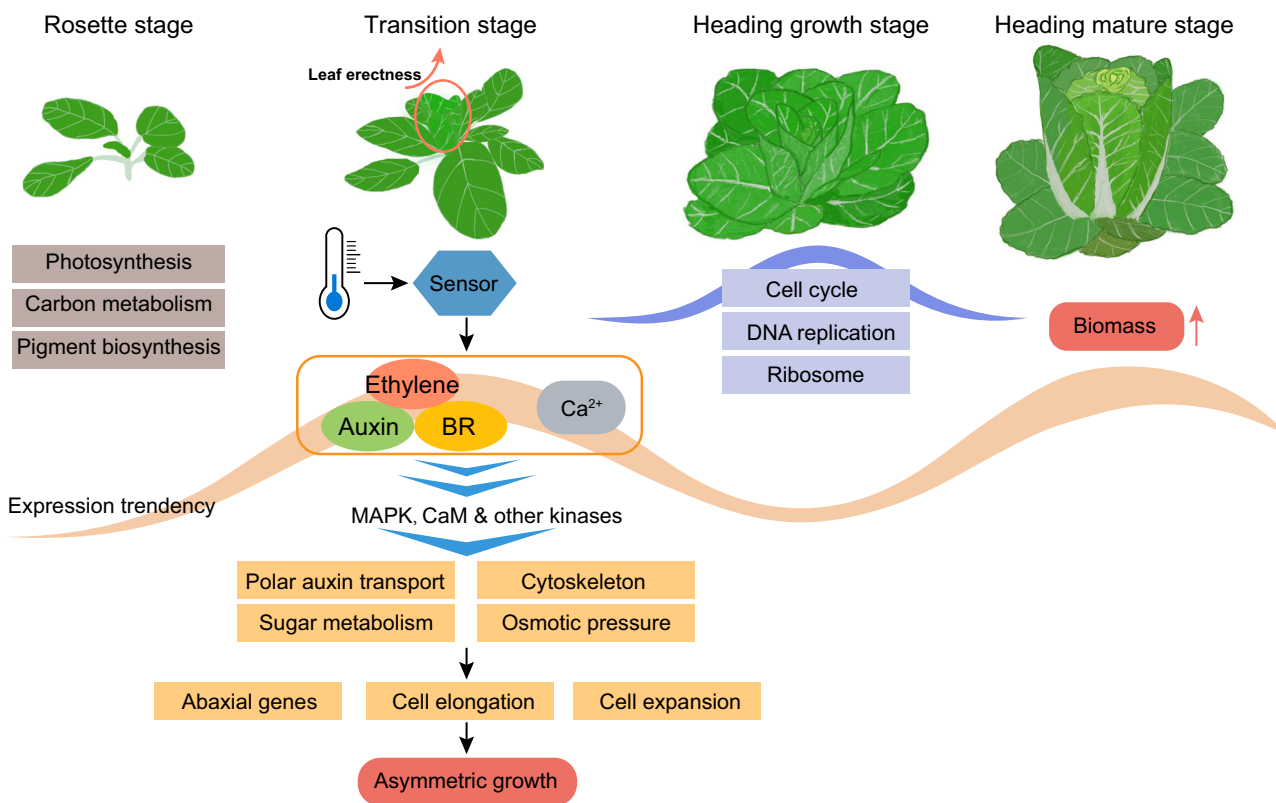 Rosette stage
Transition stage
Heading growth stage
Heading mature stage
Leaf erectness
Photosynthesis
Carbon metabolism
Pigment biosynthesis
Sensor
Cell cycle
DNA replication
Ribosome
Biomass
Ethylene
Auxin
BR
Ca²⁺
Expression trendency
MAPK, CaM & other kinases
Polar auxin transport
Cytoskeleton
Sugar metabolism
Osmotic pressure
Abaxial genes
Cell elongation
Cell expansion
Asymmetric growth